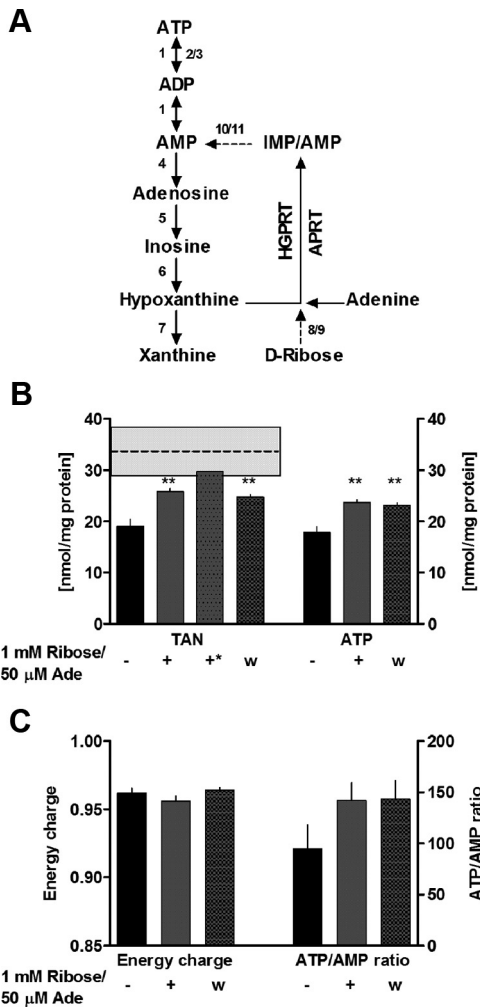 A
ATP
1 2/3
ADP
1
AMP 10/11 IMP/AMP
4
Adenosine
5
HGPRT APRT
Inosine
6
Hypoxanthine Adenine
7 8/9
Xanthine D-Ribose
B
40 40
30 30
** ** ** **
20 20
10 10
0 0
[nmol/mg protein] [nmol/mg protein]
TAN ATP
1 mM Ribose/
50 μM Ade - + +* w - + w
C
1.00 200
0.95 150
100
0.90 50
0.85 0
Energy charge ATP/AMP ratio
Energy charge ATP/AMP ratio
1 mM Ribose/
50 μM Ade - + w - + w